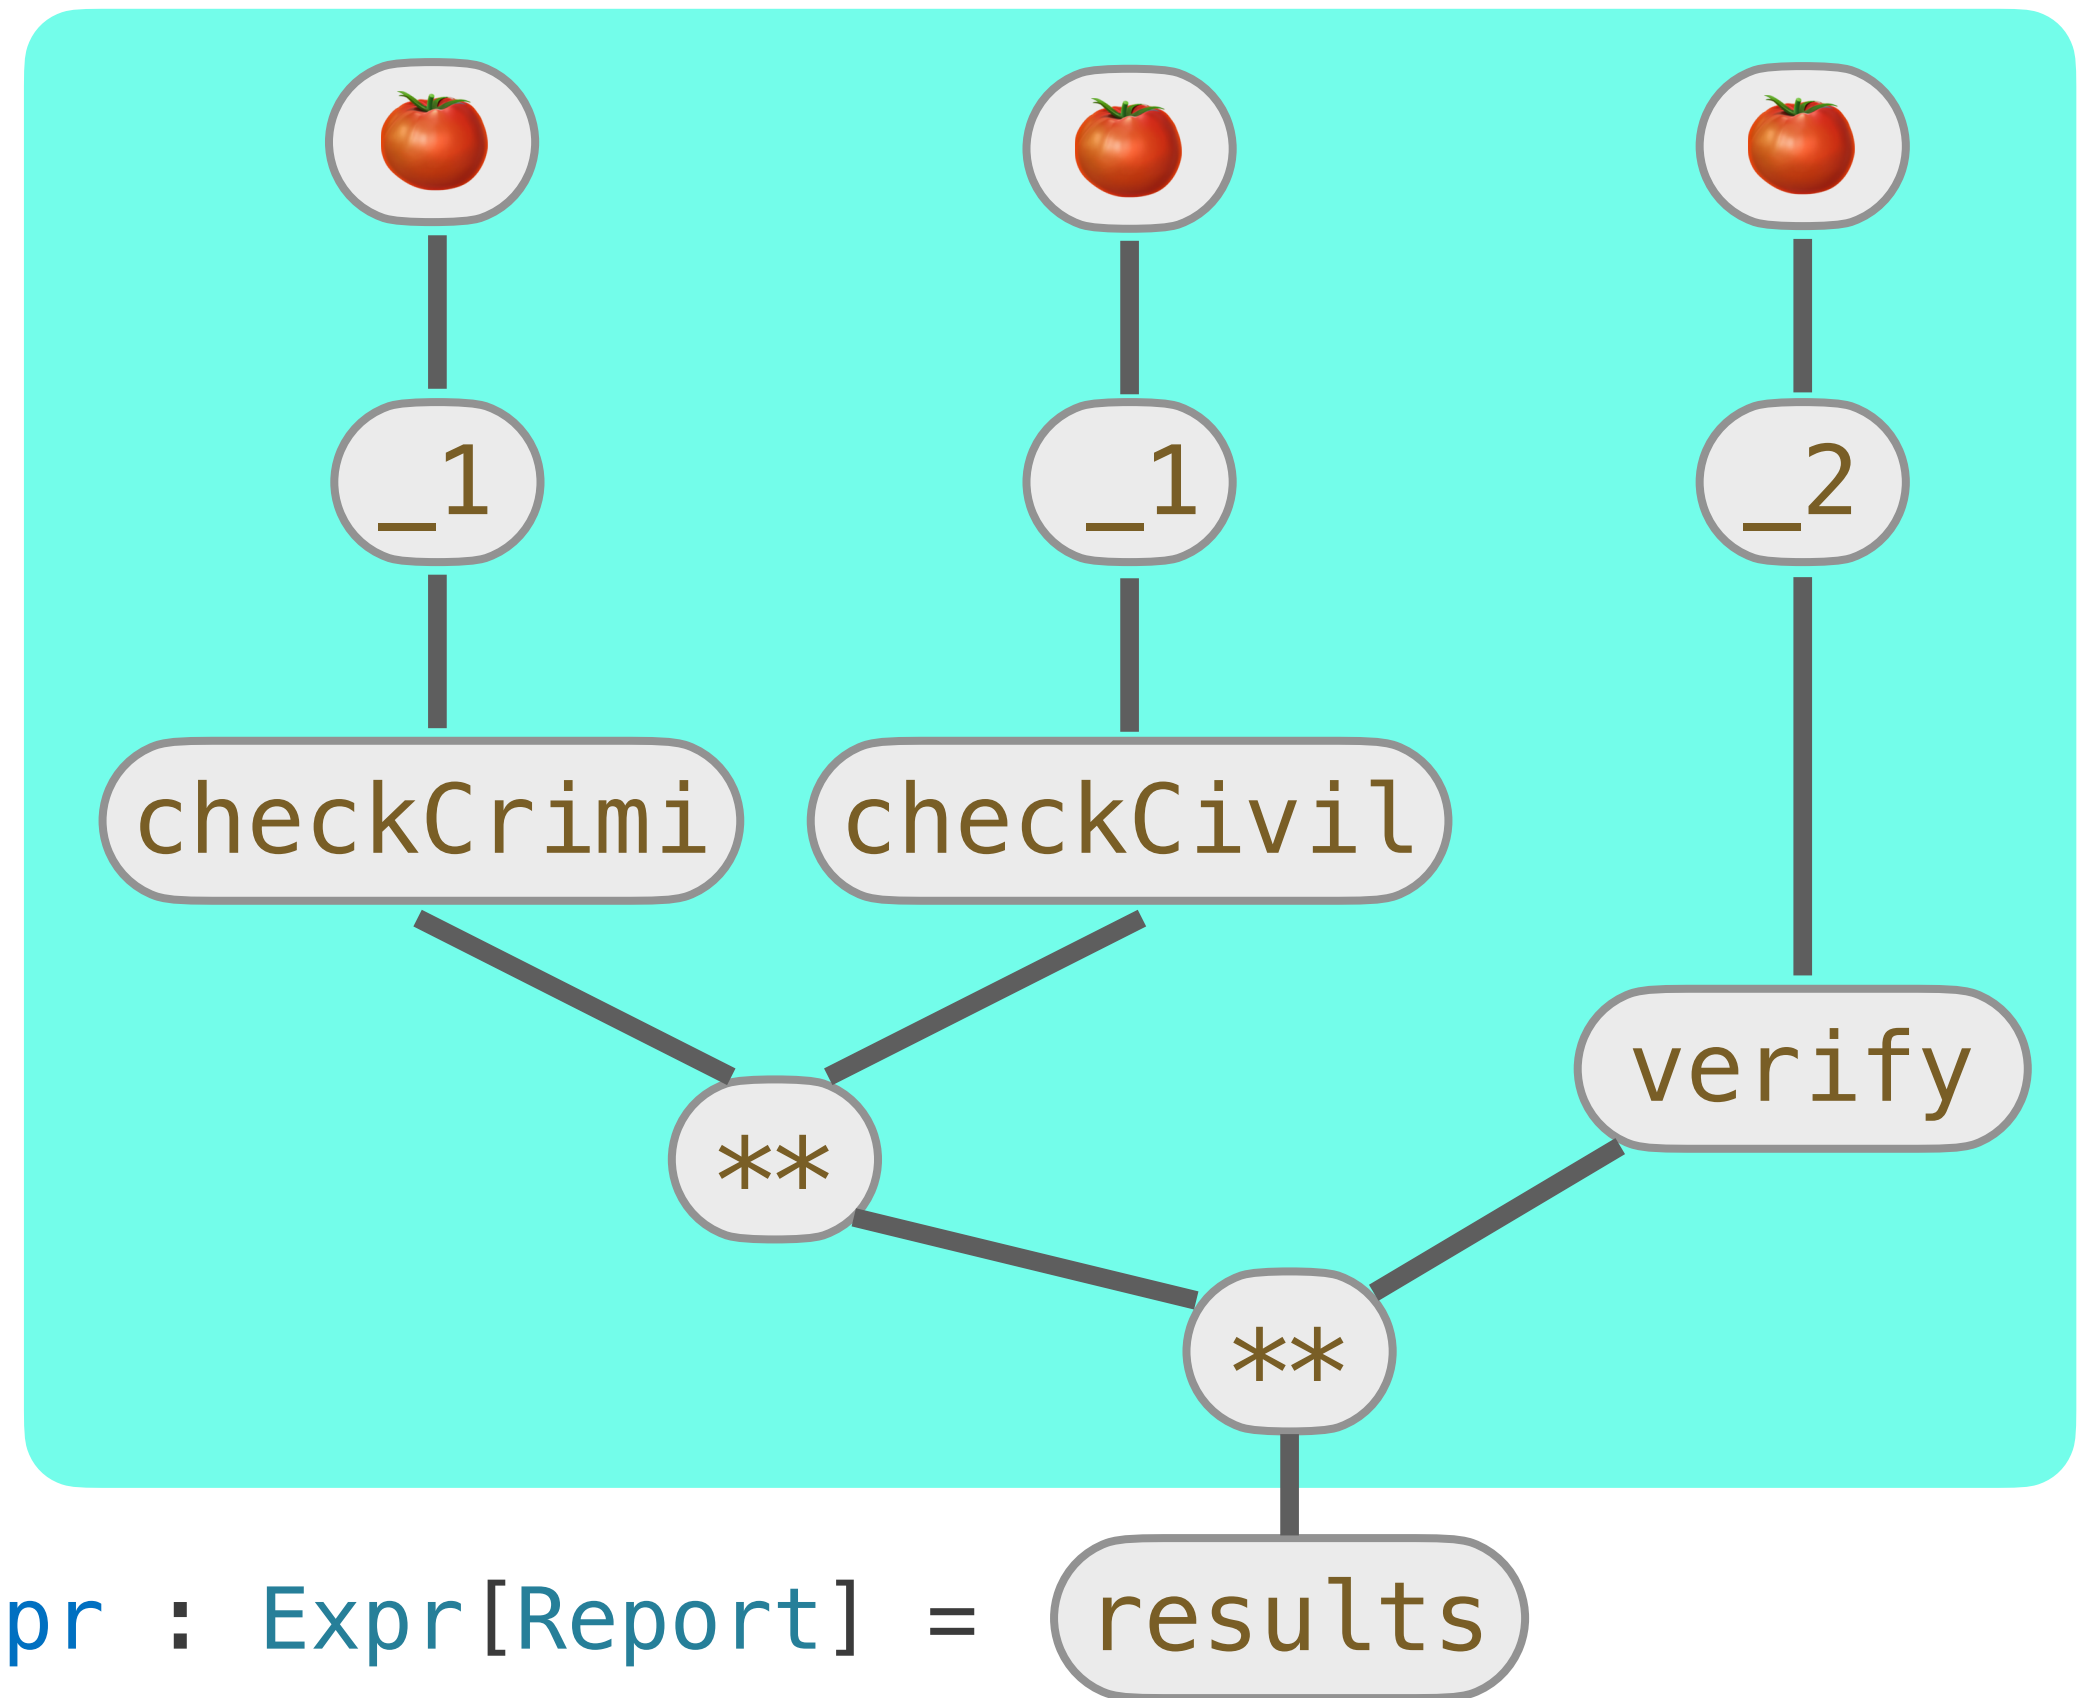 _1 _1 _2
checkCrimi checkCivil
verify
**
**
pr : Expr[Report] = results